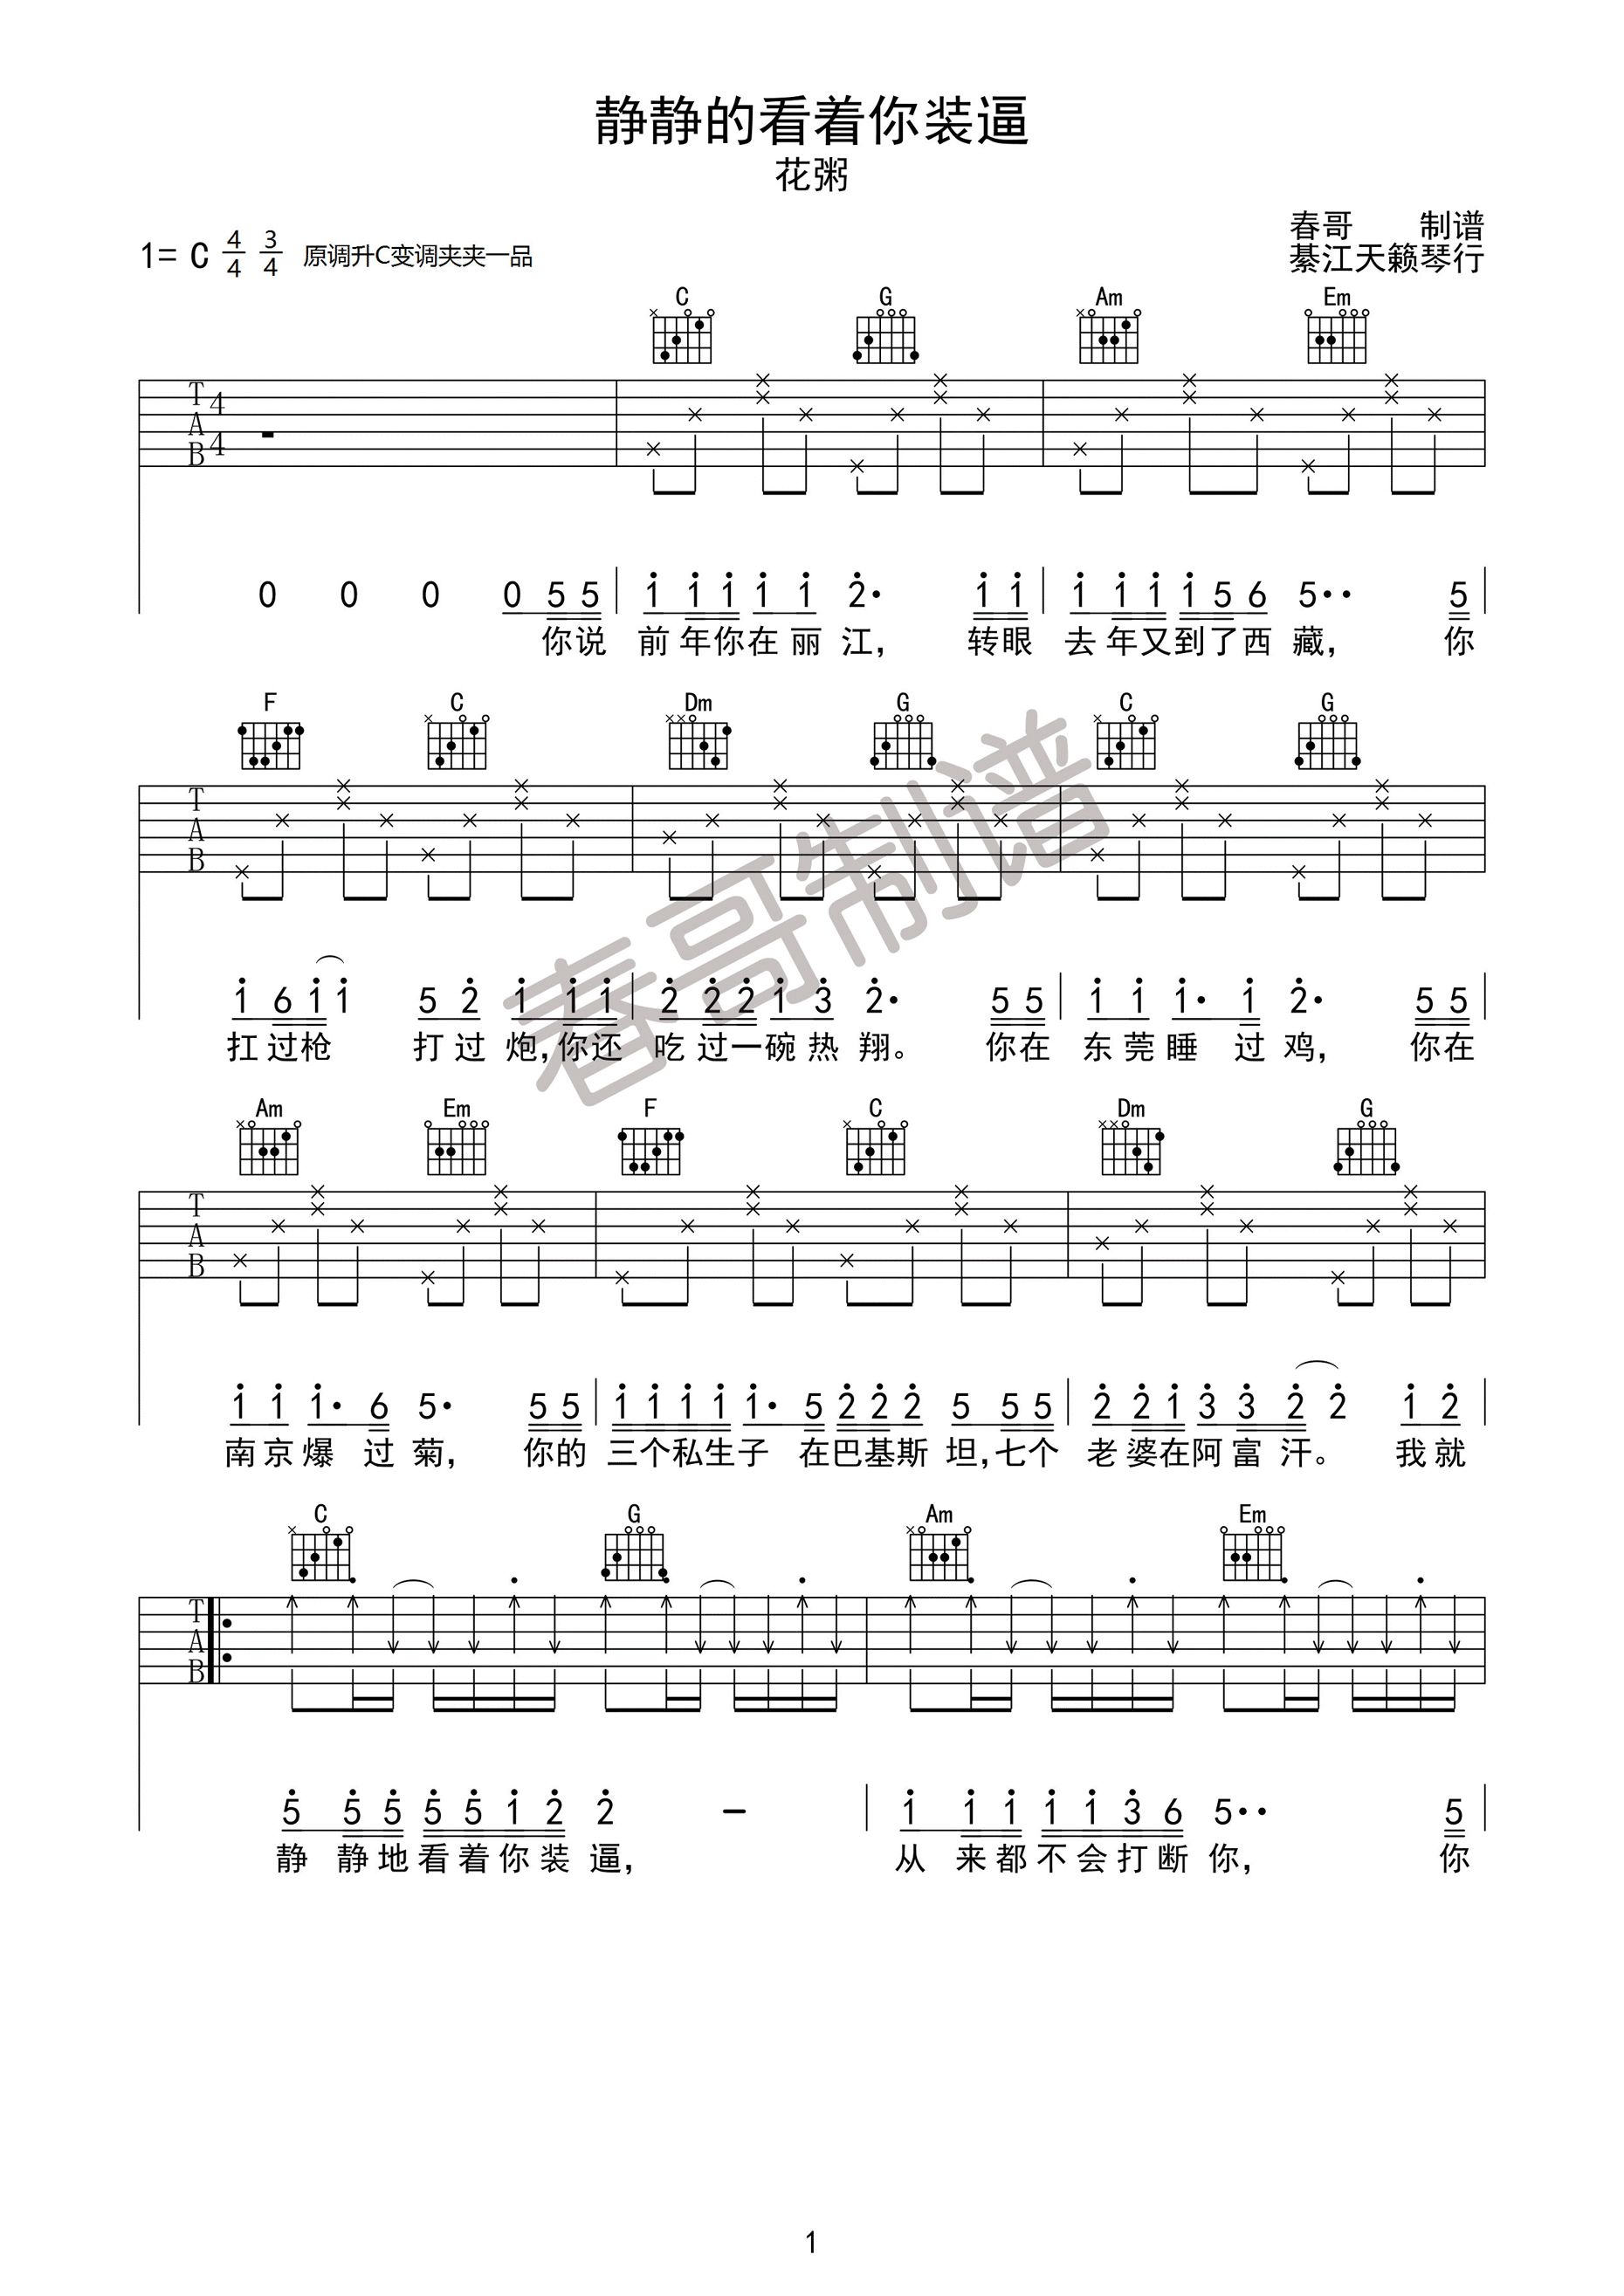 静静的看着你装逼
花粥
春哥 制谱
1= C 4/4 3/4 原调升C变调夹夹一品
綦江天籁琴行
C G Am Em
T A B 4/4
0 0 0 0 5 5 1 1 1 1 1 2· 1 1 1 1 1 1 5 6 5·· 5
你说 前年你在丽江, 转眼 去年又到了西藏, 你
F C Dm G C G
T A B
1 6 1 1 5 2 1 1 1 2 2 2 1 3 2· 5 5 1 1 1· 1 2· 5 5
扛过枪 打过炮,你还 吃过一碗热翔。 你在 东莞睡过鸡, 你在
春哥制谱
Am Em F C Dm G
T A B
1 1 1· 6 5· 5 5 1 1 1 1 1· 5 2 2 2 5 5 5 2 2 1 3 3 2 2 1 2
南京爆过菊, 你的 三个私生子 在巴基斯坦,七个 老婆在阿富汗。 我就
C G Am Em
T A B
5 5 5 5 5 1 2 2 – 1 1 1 1 1 3 6 5·· 5
静静地看着你装逼, 从来都不会打断你, 你
1